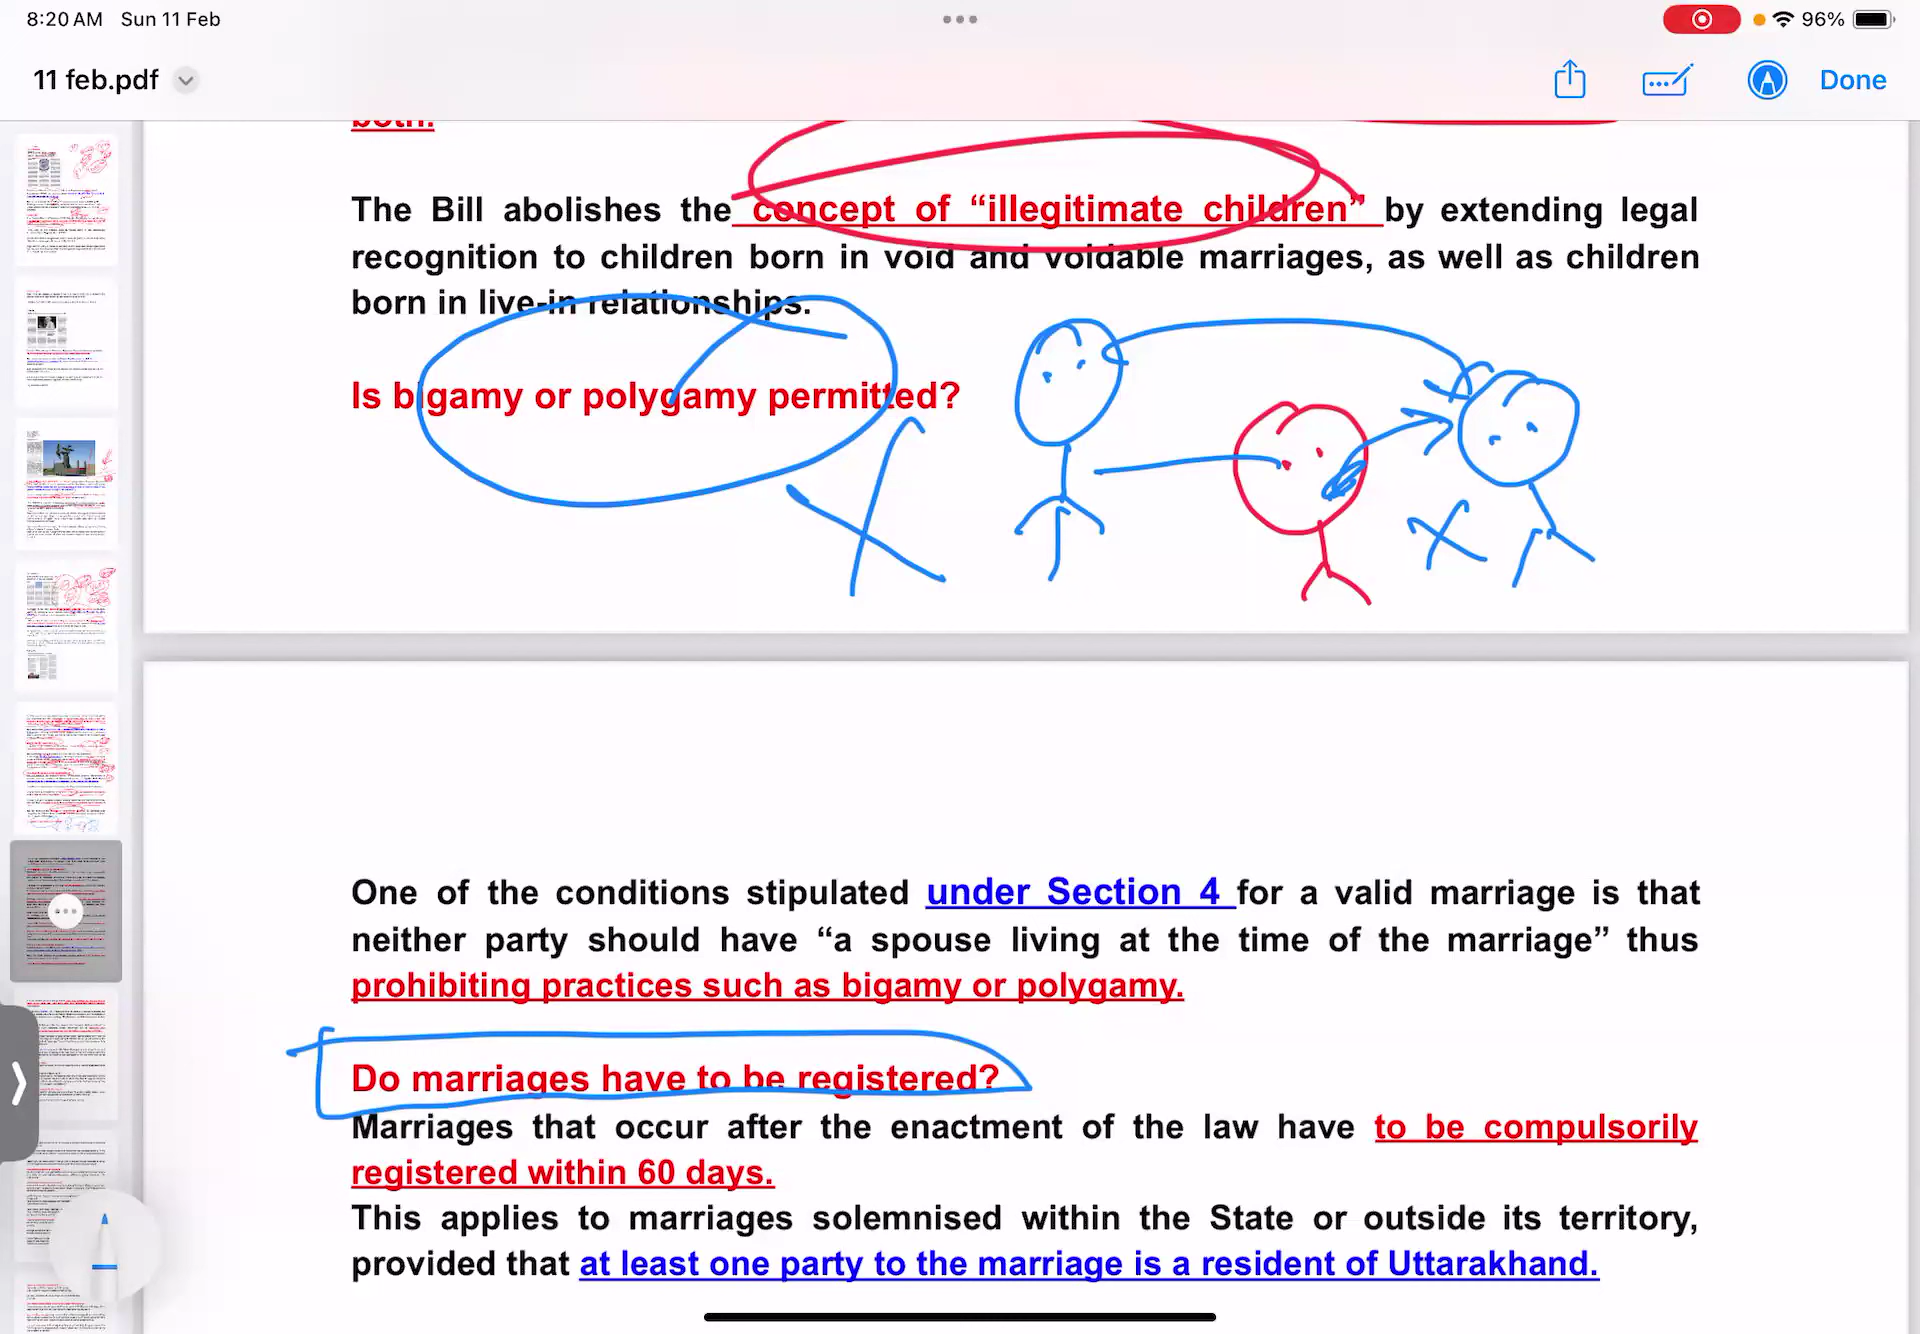 8:20 AM Sun 11 Feb
96%
11 feb.pdf
Done
both.
The Bill abolishes the concept of “illegitimate children” by extending legal
recognition to children born in void and voidable marriages, as well as children
born in live-in relationships.
Is bigamy or polygamy permitted?
One of the conditions stipulated under Section 4 for a valid marriage is that
neither party should have “a spouse living at the time of the marriage” thus
prohibiting practices such as bigamy or polygamy.
Do marriages have to be registered?
Marriages that occur after the enactment of the law have to be compulsorily
registered within 60 days.
This applies to marriages solemnised within the State or outside its territory,
provided that at least one party to the marriage is a resident of Uttarakhand.